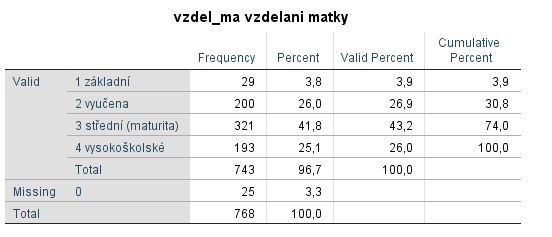 vzdel_ma vzdelani matky
Frequency Percent Valid Percent Cumulative Percent
Valid 1 základní 29 3,8 3,9 3,9
2 vyučena 200 26,0 26,9 30,8
3 střední (maturita) 321 41,8 43,2 74,0
4 vysokoškolské 193 25,1 26,0 100,0
Total 743 96,7 100,0
Missing 0 25 3,3
Total 768 100,0